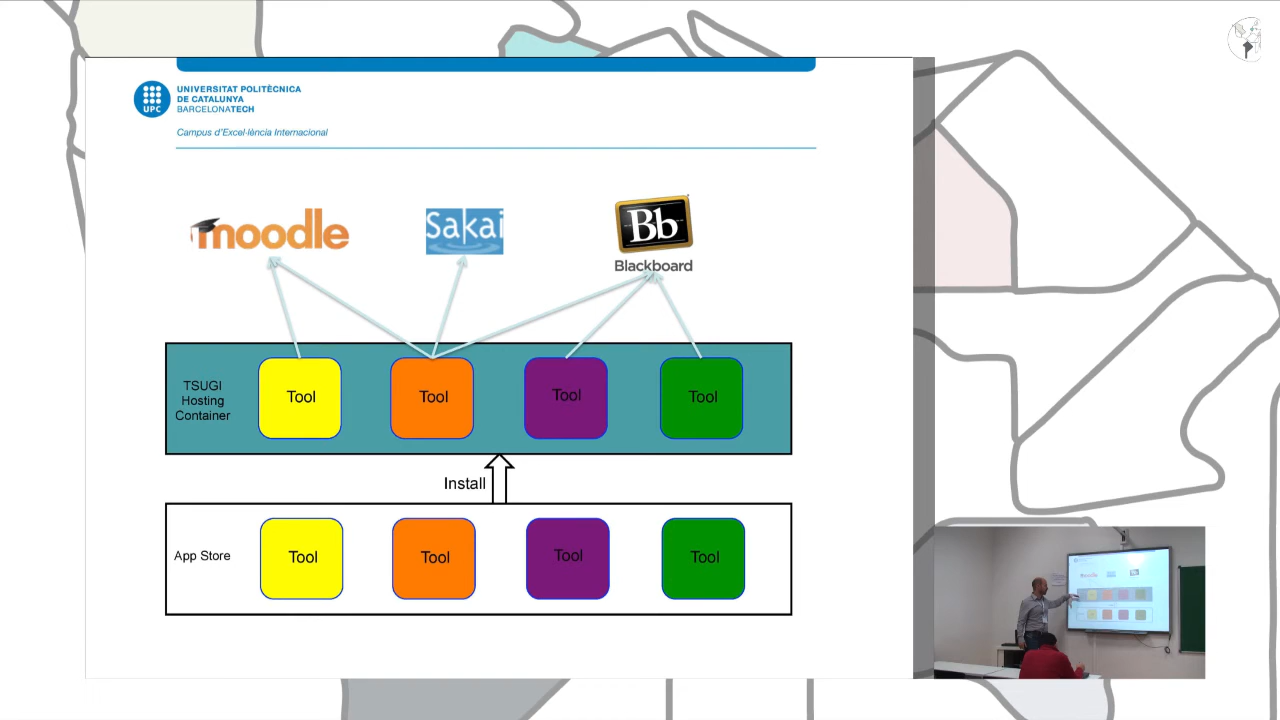 UNIVERSITAT POLITÈCNICA
DE CATALUNYA
BARCELONATECH
UPC
Campus d'Excel·lència Internacional
moodle
Sakai
Bb
Blackboard
TSUGI
Hosting
Container
Tool
Tool
Tool
Tool
Install
App Store
Tool
Tool
Tool
Tool